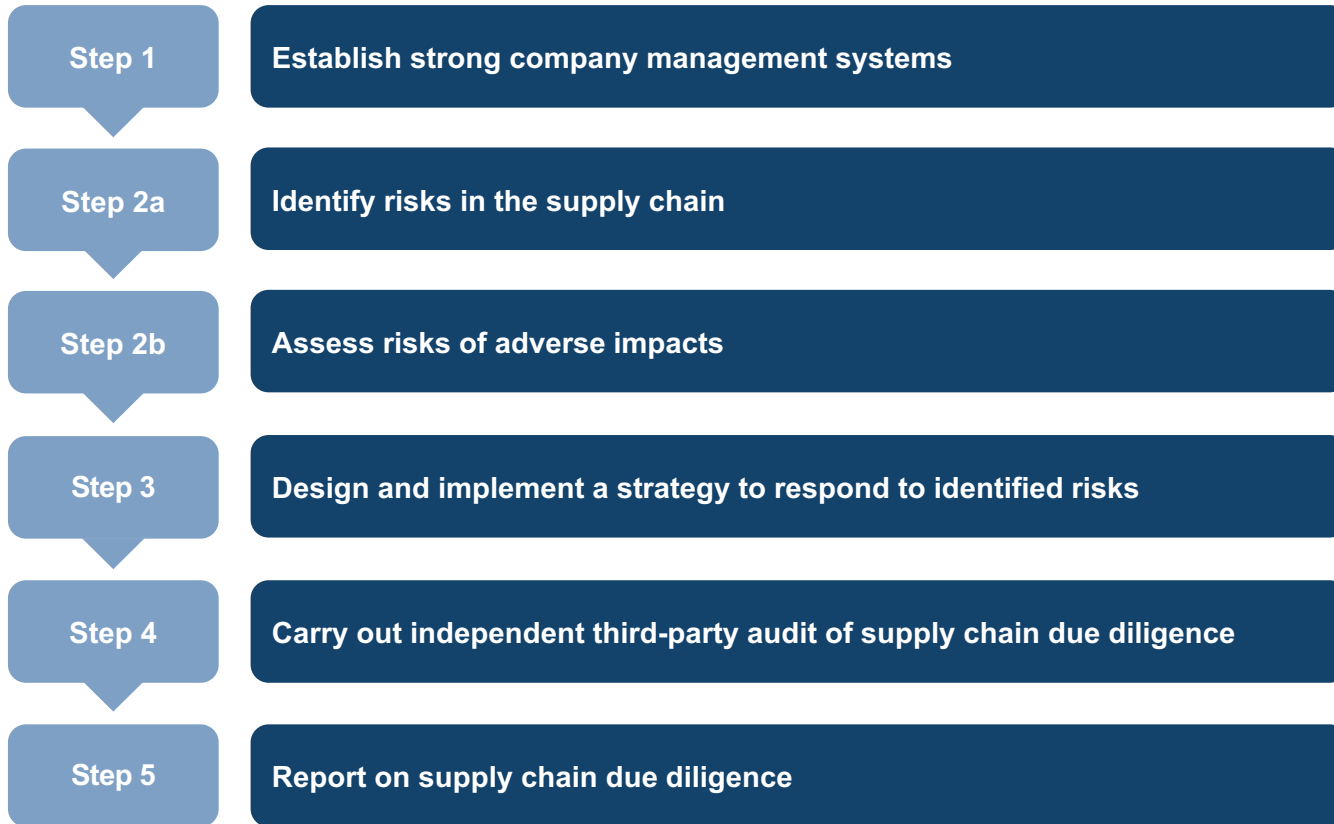 Step 1
Establish strong company management systems
Step 2a
Identify risks in the supply chain
Step 2b
Assess risks of adverse impacts
Step 3
Design and implement a strategy to respond to identified risks
Step 4
Carry out independent third-party audit of supply chain due diligence
Step 5
Report on supply chain due diligence